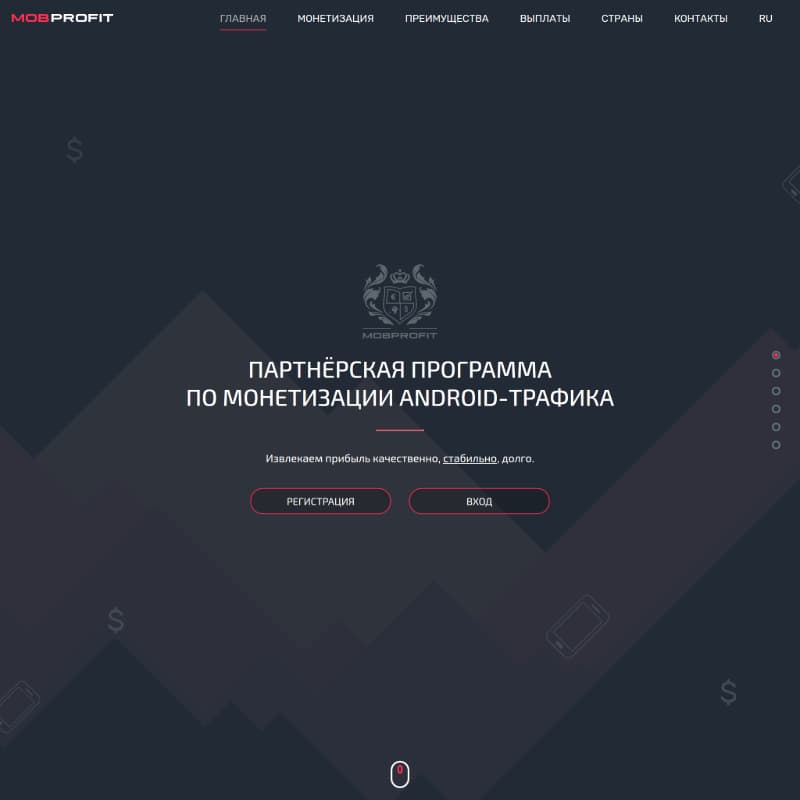 MOBPROFIT
ГЛАВНАЯ
МОНЕТИЗАЦИЯ
ПРЕИМУЩЕСТВА
ВЫПЛАТЫ
СТРАНЫ
КОНТАКТЫ
RU
MOBPROFIT
ПАРТНЁРСКАЯ ПРОГРАММА
ПО МОНЕТИЗАЦИИ ANDROID-ТРАФИКА
Извлекаем прибыль качественно, стабильно, долго.
РЕГИСТРАЦИЯ
ВХОД